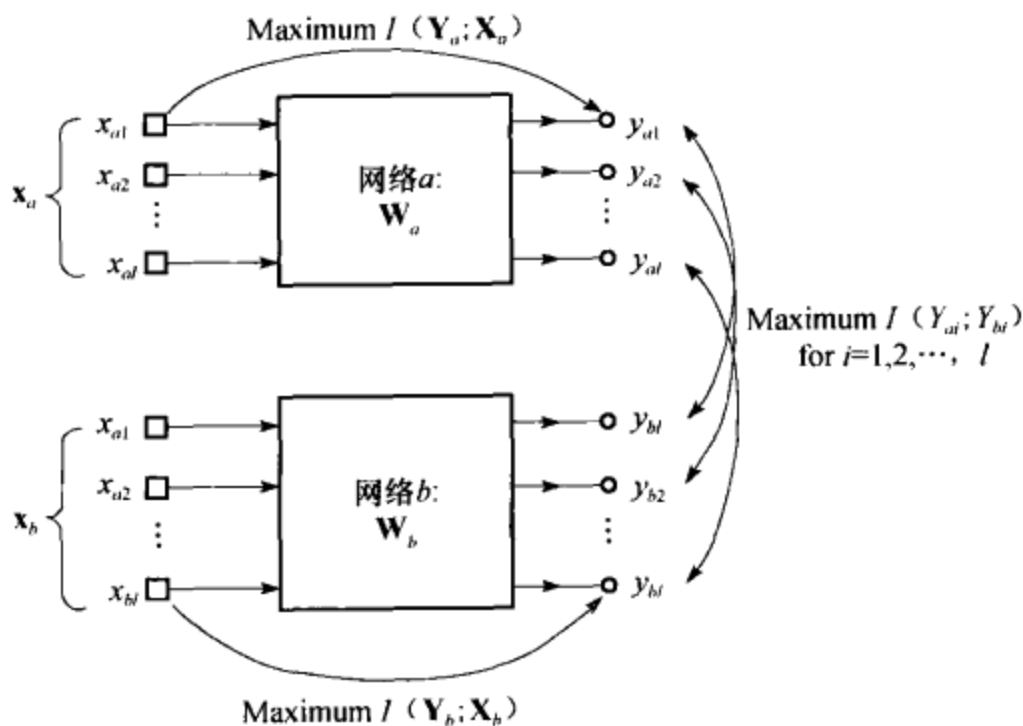 Maximum I (Y_a; X_a)
x_a1
y_a1
x_a2
y_a2
x_a
网络a:
W_a
⋮
⋮
x_al
y_al
Maximum I (Y_ai; Y_bi)
for i=1,2,⋯, l
x_a1
y_bl
x_a2
y_b2
x_b
网络b:
W_b
⋮
⋮
x_bl
y_bl
Maximum I (Y_b; X_b)